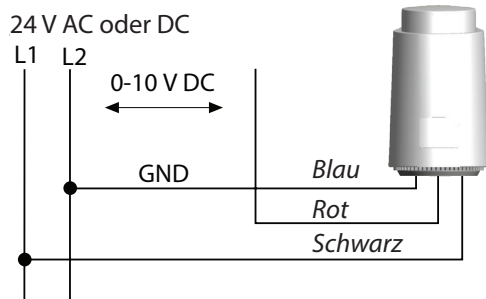 24 V AC oder DC
L1 L2
0-10 V DC
GND Blau
Rot
Schwarz